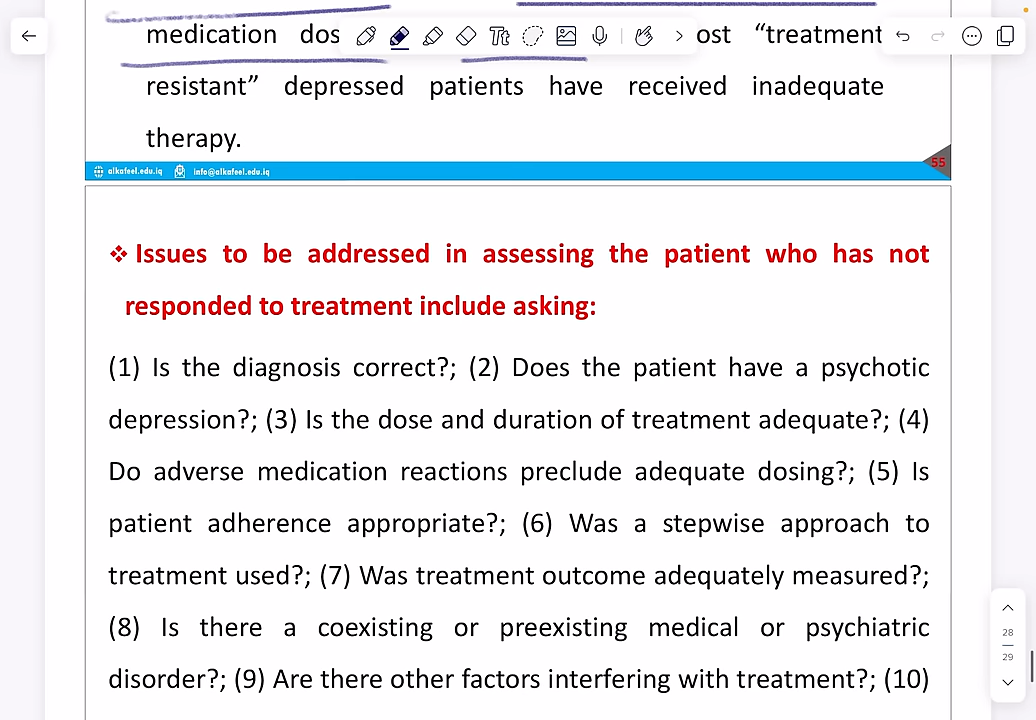 medication dos ost “treatment
resistant” depressed patients have received inadequate
therapy.
alkafeel.edu.iq info@alkafeel.edu.iq 55
❖ Issues to be addressed in assessing the patient who has not
responded to treatment include asking:
(1) Is the diagnosis correct?; (2) Does the patient have a psychotic
depression?; (3) Is the dose and duration of treatment adequate?; (4)
Do adverse medication reactions preclude adequate dosing?; (5) Is
patient adherence appropriate?; (6) Was a stepwise approach to
treatment used?; (7) Was treatment outcome adequately measured?;
(8) Is there a coexisting or preexisting medical or psychiatric
disorder?; (9) Are there other factors interfering with treatment?; (10)
Tt
28
29